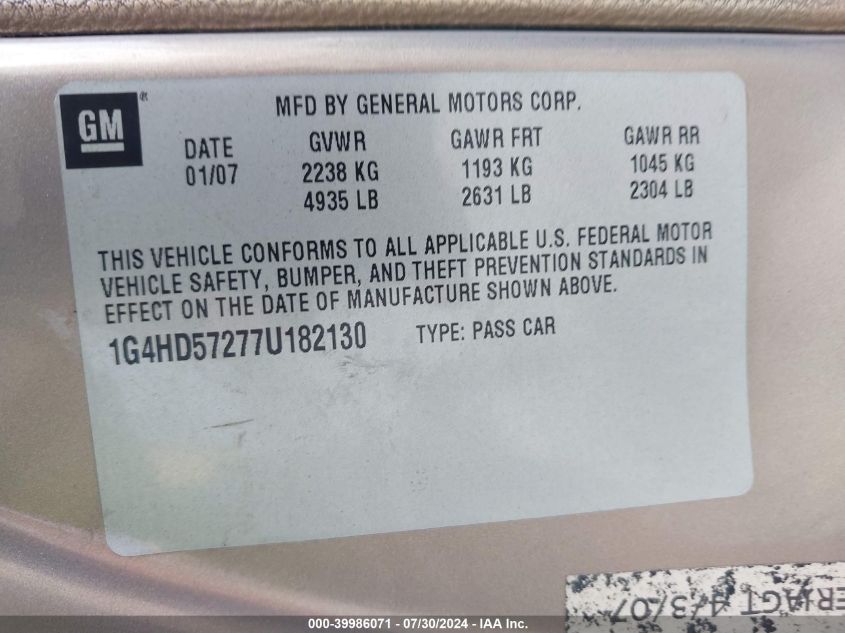 GM®
MFD BY GENERAL MOTORS CORP.
DATE GVWR GAWR FRT GAWR RR
01/07 2238 KG 1193 KG 1045 KG
4935 LB 2631 LB 2304 LB
THIS VEHICLE CONFORMS TO ALL APPLICABLE U.S. FEDERAL MOTOR
VEHICLE SAFETY, BUMPER, AND THEFT PREVENTION STANDARDS IN
EFFECT ON THE DATE OF MANUFACTURE SHOWN ABOVE.
1G4HD57277U182130 TYPE: PASS CAR
4/3/07
000-39986071 / 07/30/2024 - IAA Inc.